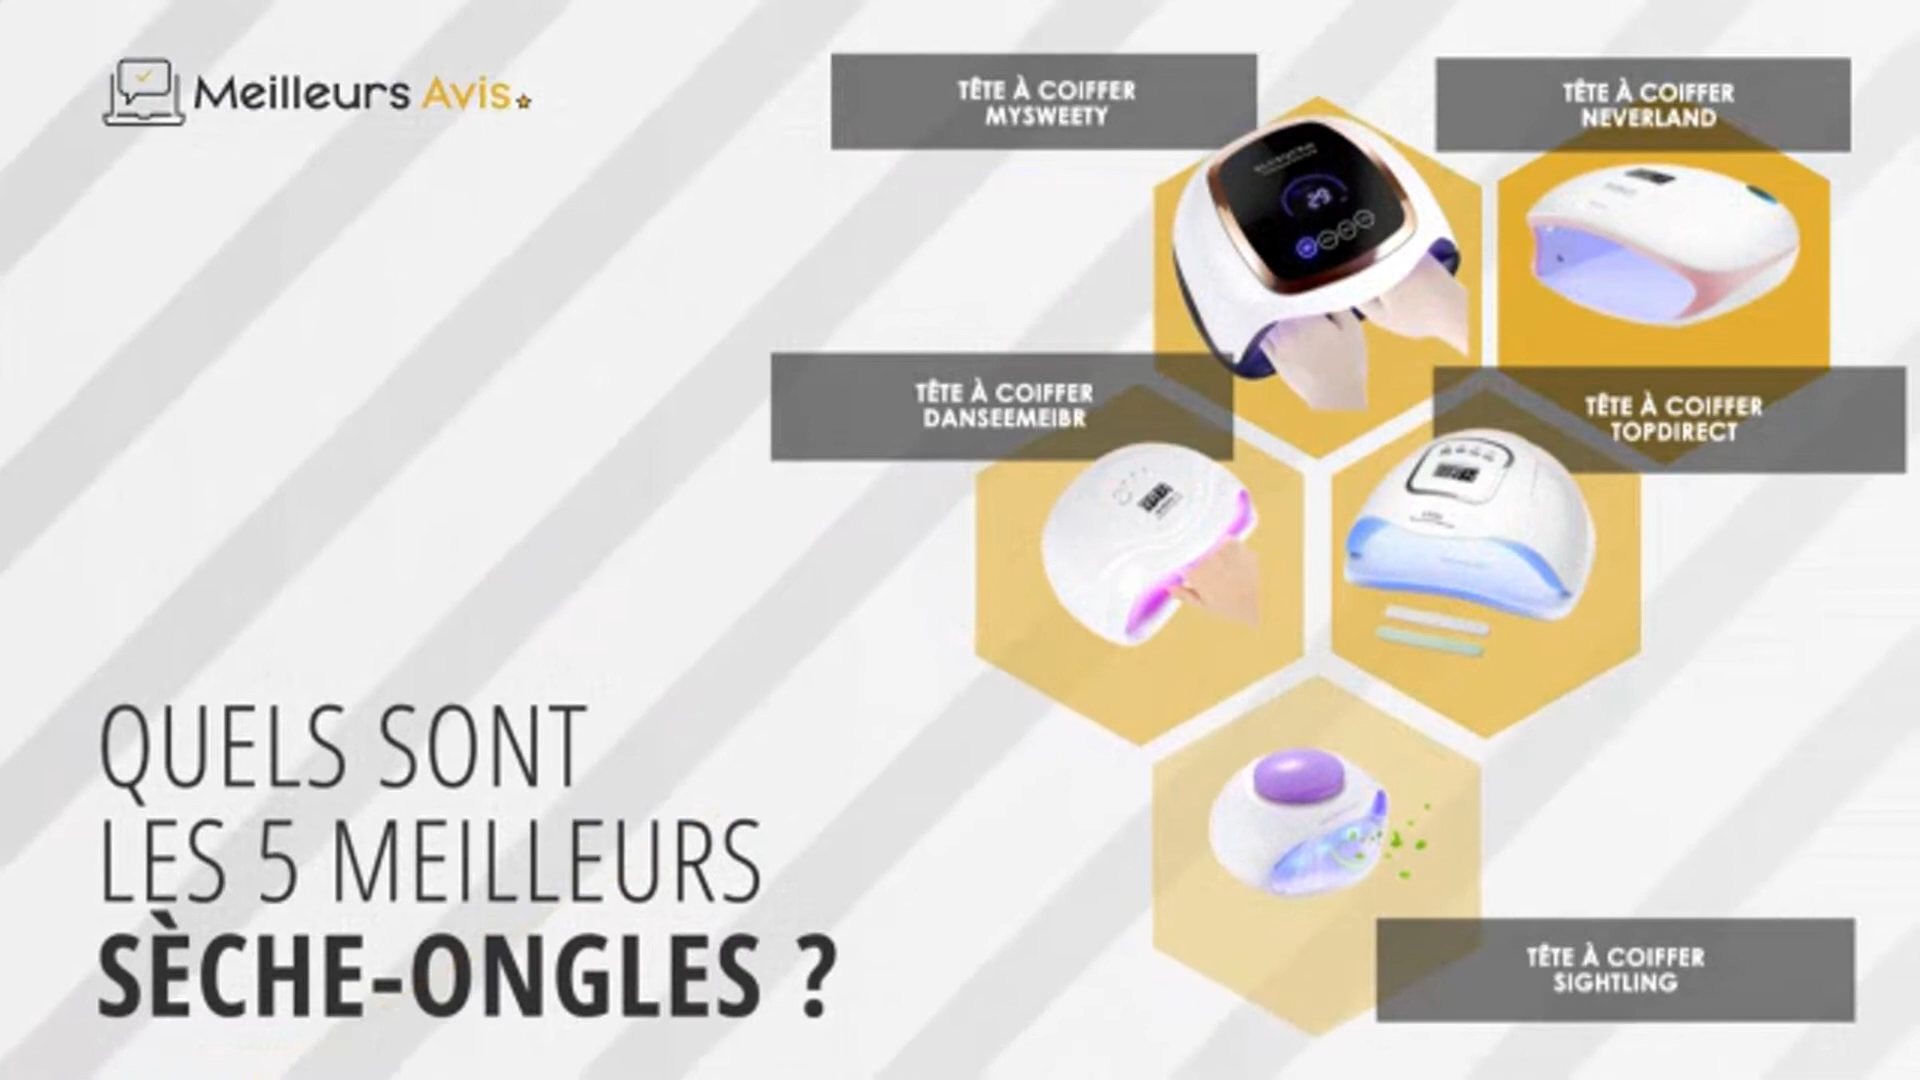 Meilleurs Avis
TÊTE À COIFFER
MYSWEETY
TÊTE À COIFFER
NEVERLAND
29
TÊTE À COIFFER
DANSEEMEIBR
TÊTE À COIFFER
TOPDIRECT
QUELS SONT
LES 5 MEILLEURS
SÈCHE-ONGLES ?
TÊTE À COIFFER
SIGHTLING